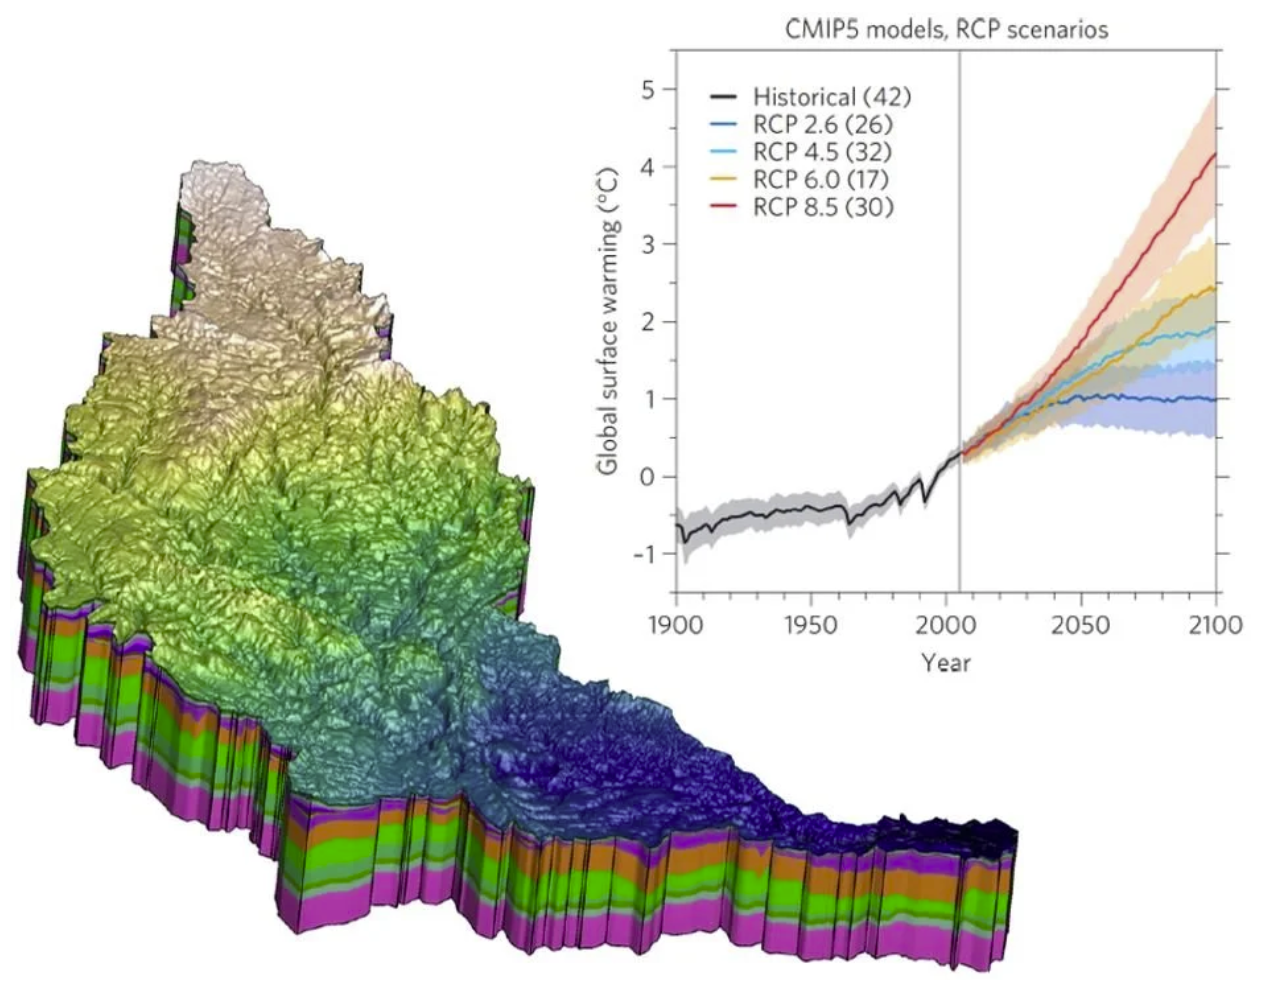 CMIP5 models, RCP scenarios
Historical (42)
RCP 2.6 (26)
RCP 4.5 (32)
RCP 6.0 (17)
RCP 8.5 (30)
Global surface warming (°C)
5
4
3
2
1
0
-1
1900 1950 2000 2050 2100
Year